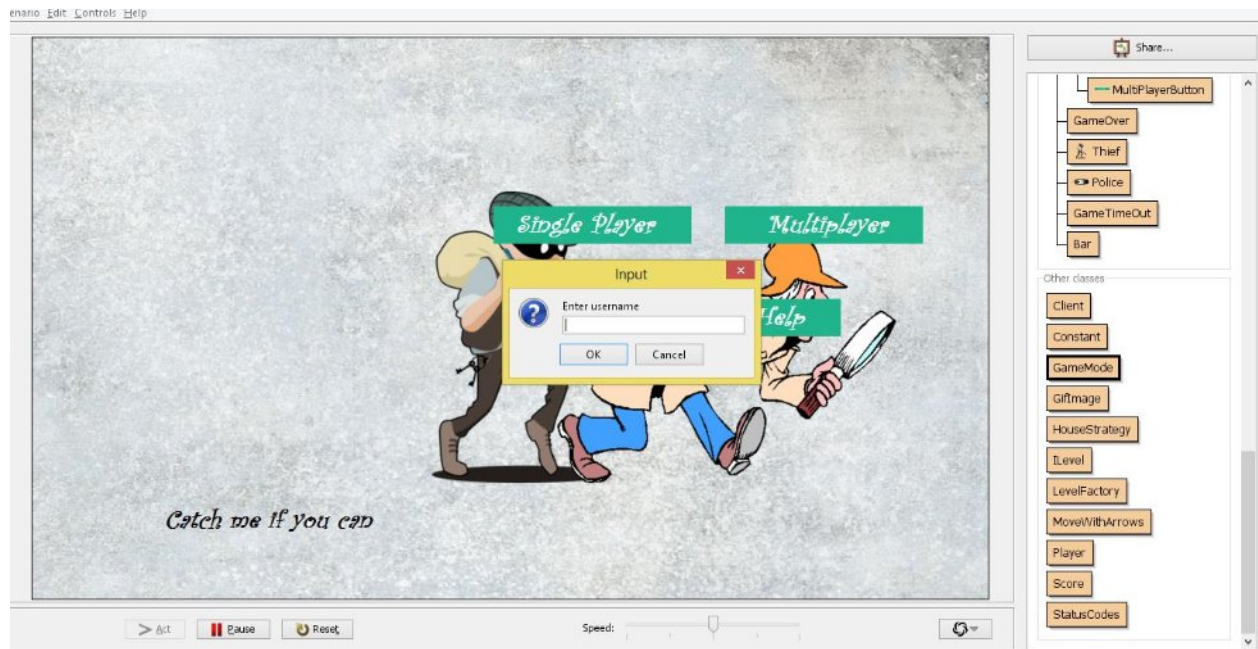 enario Edit Controls Help
Share...
MultiPlayerButton
GameOver
Thief
Police
GameTimeOut
Bar
Other classes
Client
Constant
GameMode
GifImage
HouseStrategy
ILevel
LevelFactory
MoveWithArrows
Player
Score
StatusCodes
Single Player
Multiplayer
Input
Enter username
OK Cancel
Help
Catch me if you can
> Act Pause Reset Speed: